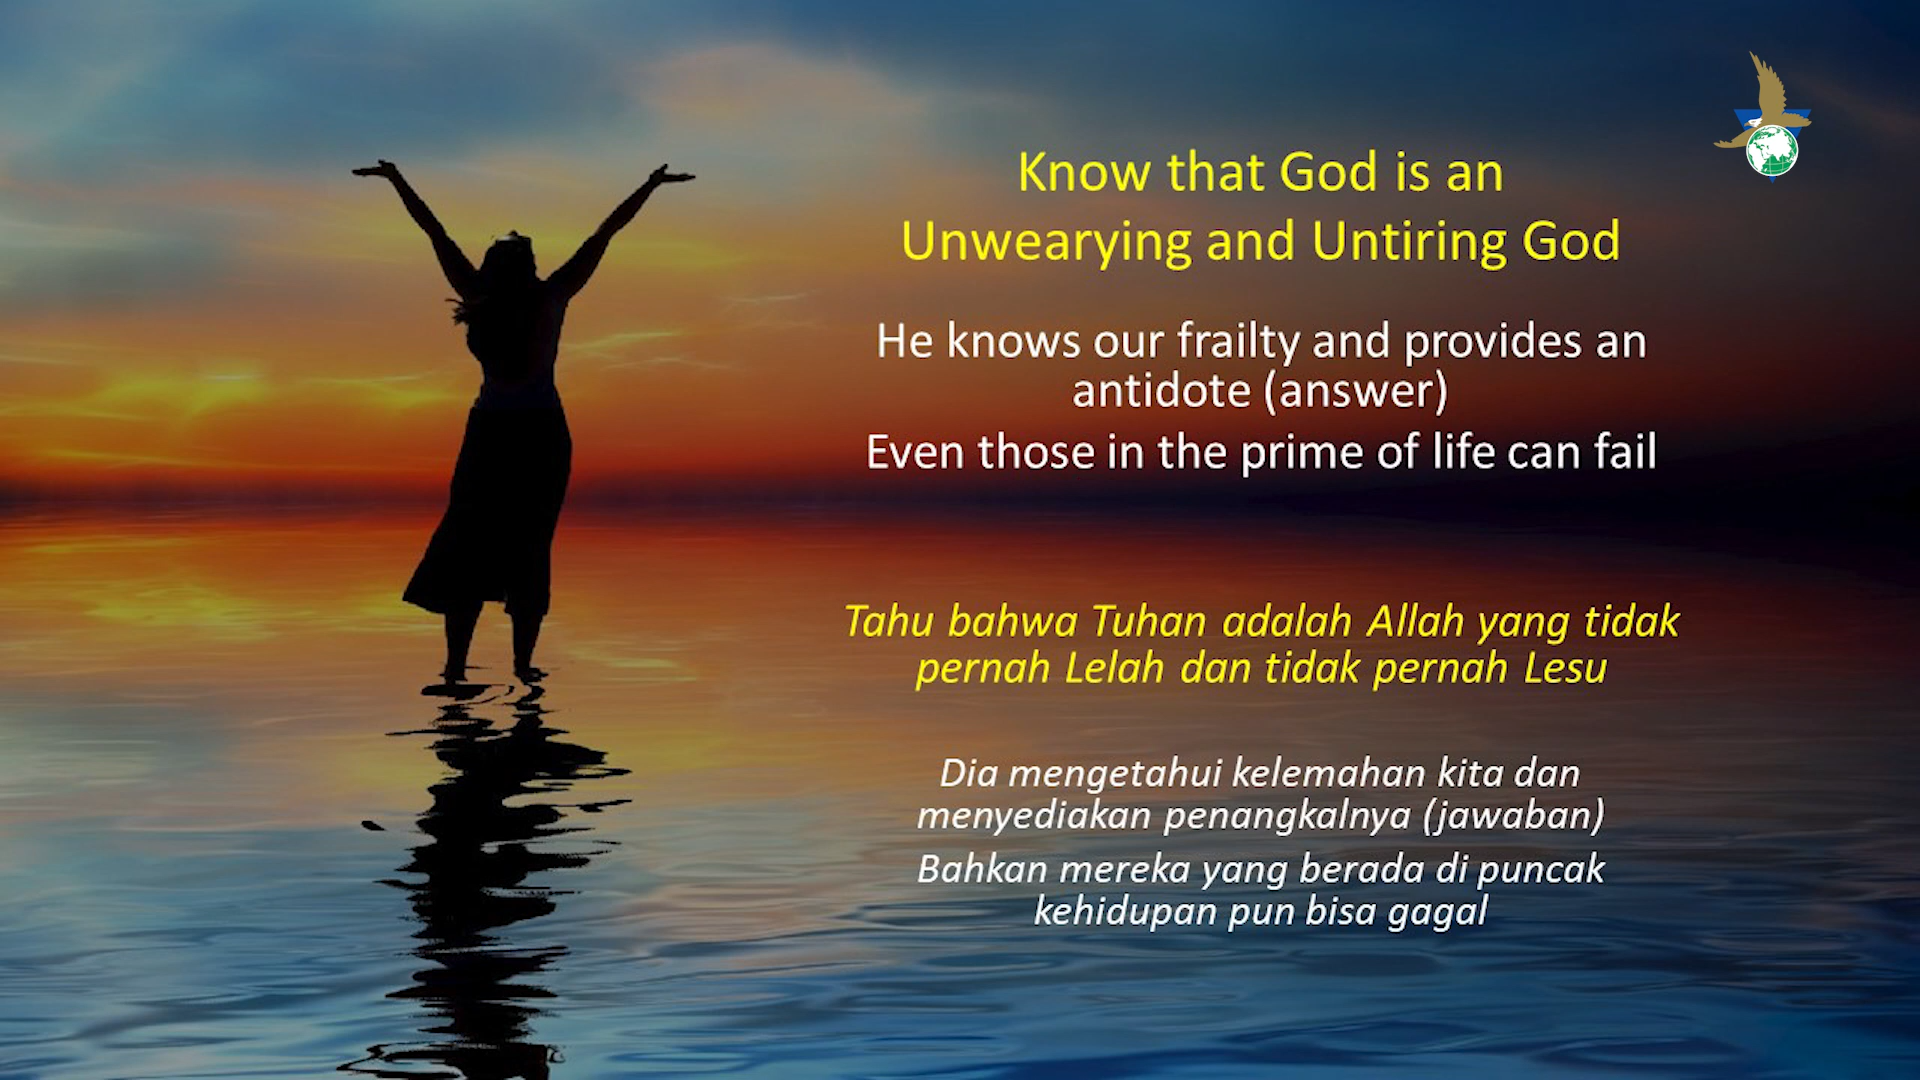 Know that God is an
Unwearying and Untiring God
He knows our frailty and provides an
antidote (answer)
Even those in the prime of life can fail
Tahu bahwa Tuhan adalah Allah yang tidak
pernah Lelah dan tidak pernah Lesu
Dia mengetahui kelemahan kita dan
menyediakan penangkalnya (jawaban)
Bahkan mereka yang berada di puncak
kehidupan pun bisa gagal